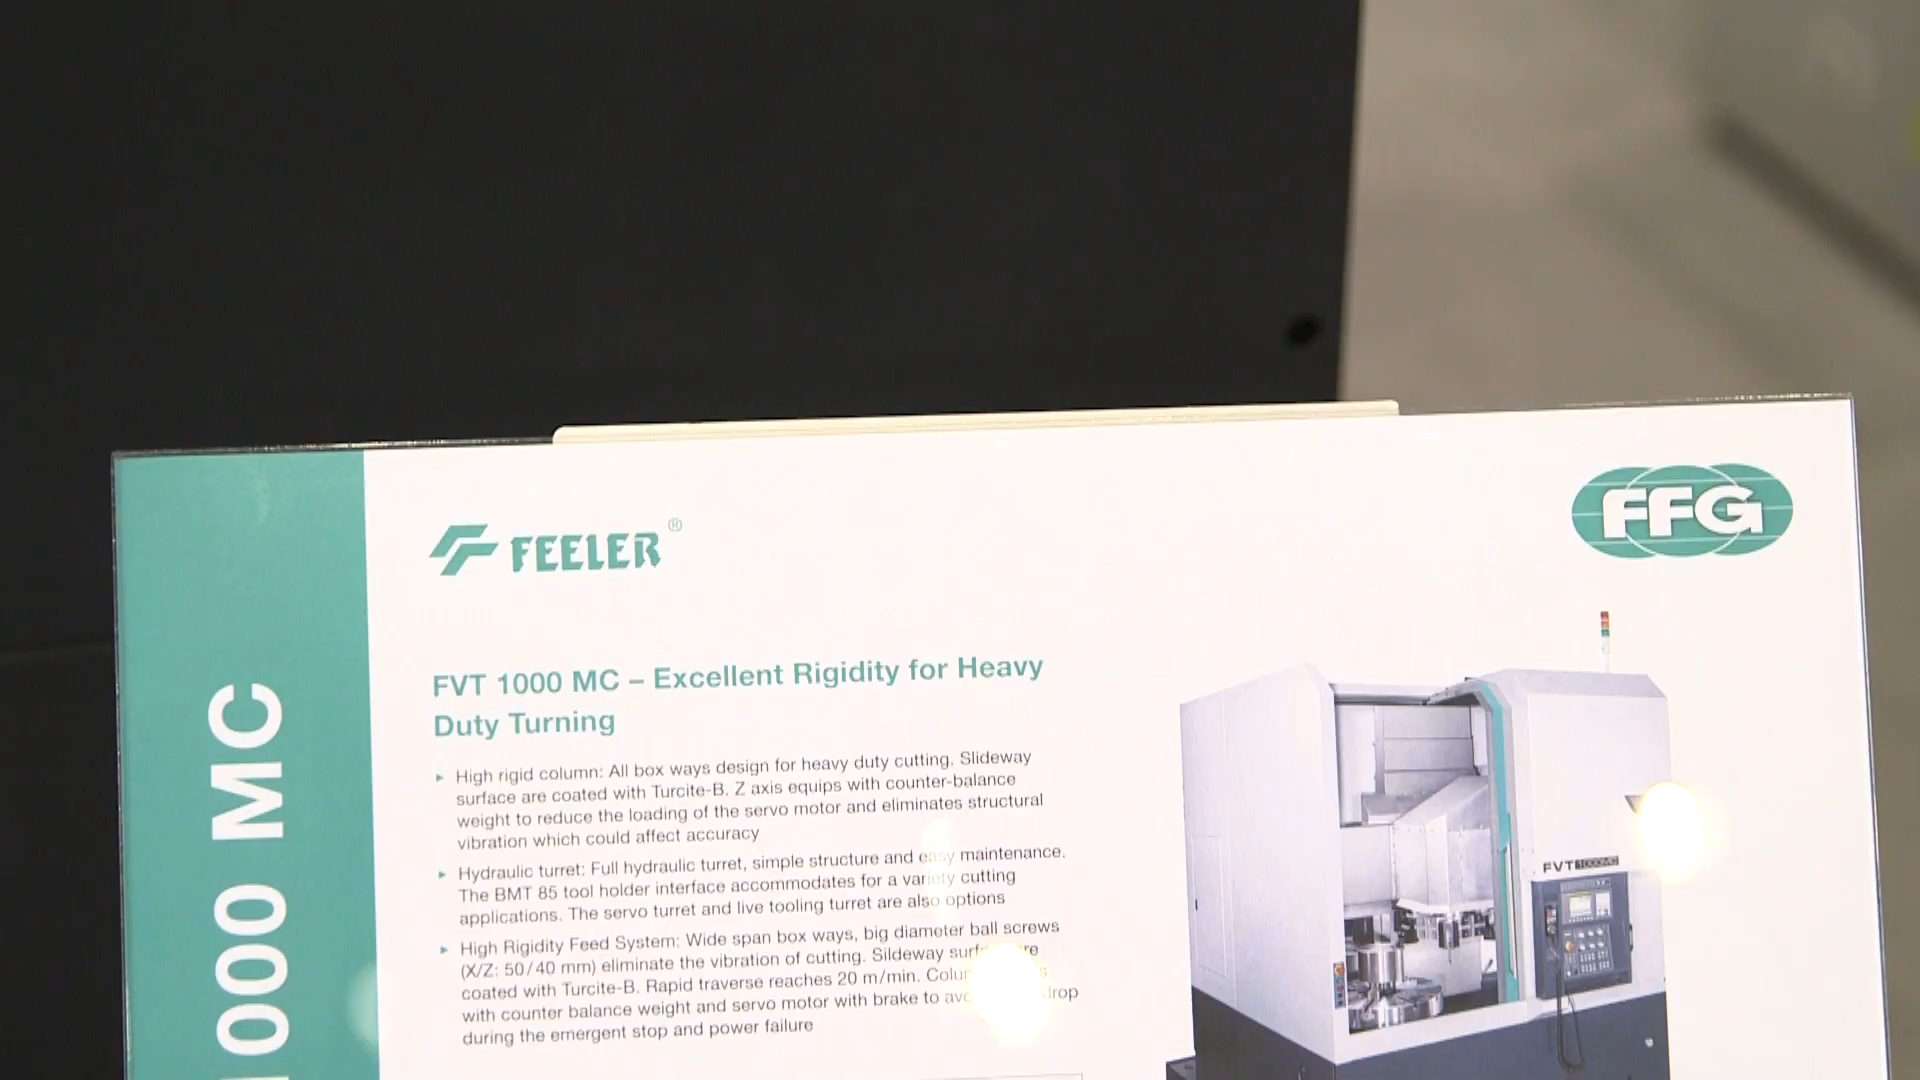 FEELER®
FFG
1000 MC
FVT 1000 MC – Excellent Rigidity for Heavy
Duty Turning
▸ High rigid column: All box ways design for heavy duty cutting. Slideway
surface are coated with Turcite-B. Z axis equips with counter-balance
weight to reduce the loading of the servo motor and eliminates structural
vibration which could affect accuracy
▸ Hydraulic turret: Full hydraulic turret, simple structure and easy maintenance.
The BMT 85 tool holder interface accommodates for a variety cutting
applications. The servo turret and live tooling turret are also options
▸ High Rigidity Feed System: Wide span box ways, big diameter ball screws
(X/Z: 50/40 mm) eliminate the vibration of cutting. Sildeway
coated with Turcite-B. Rapid traverse reaches 20 m/min.
with counter balance weight and servo motor with brake to drop
during the emergent stop and power failure
FVT 1000MC